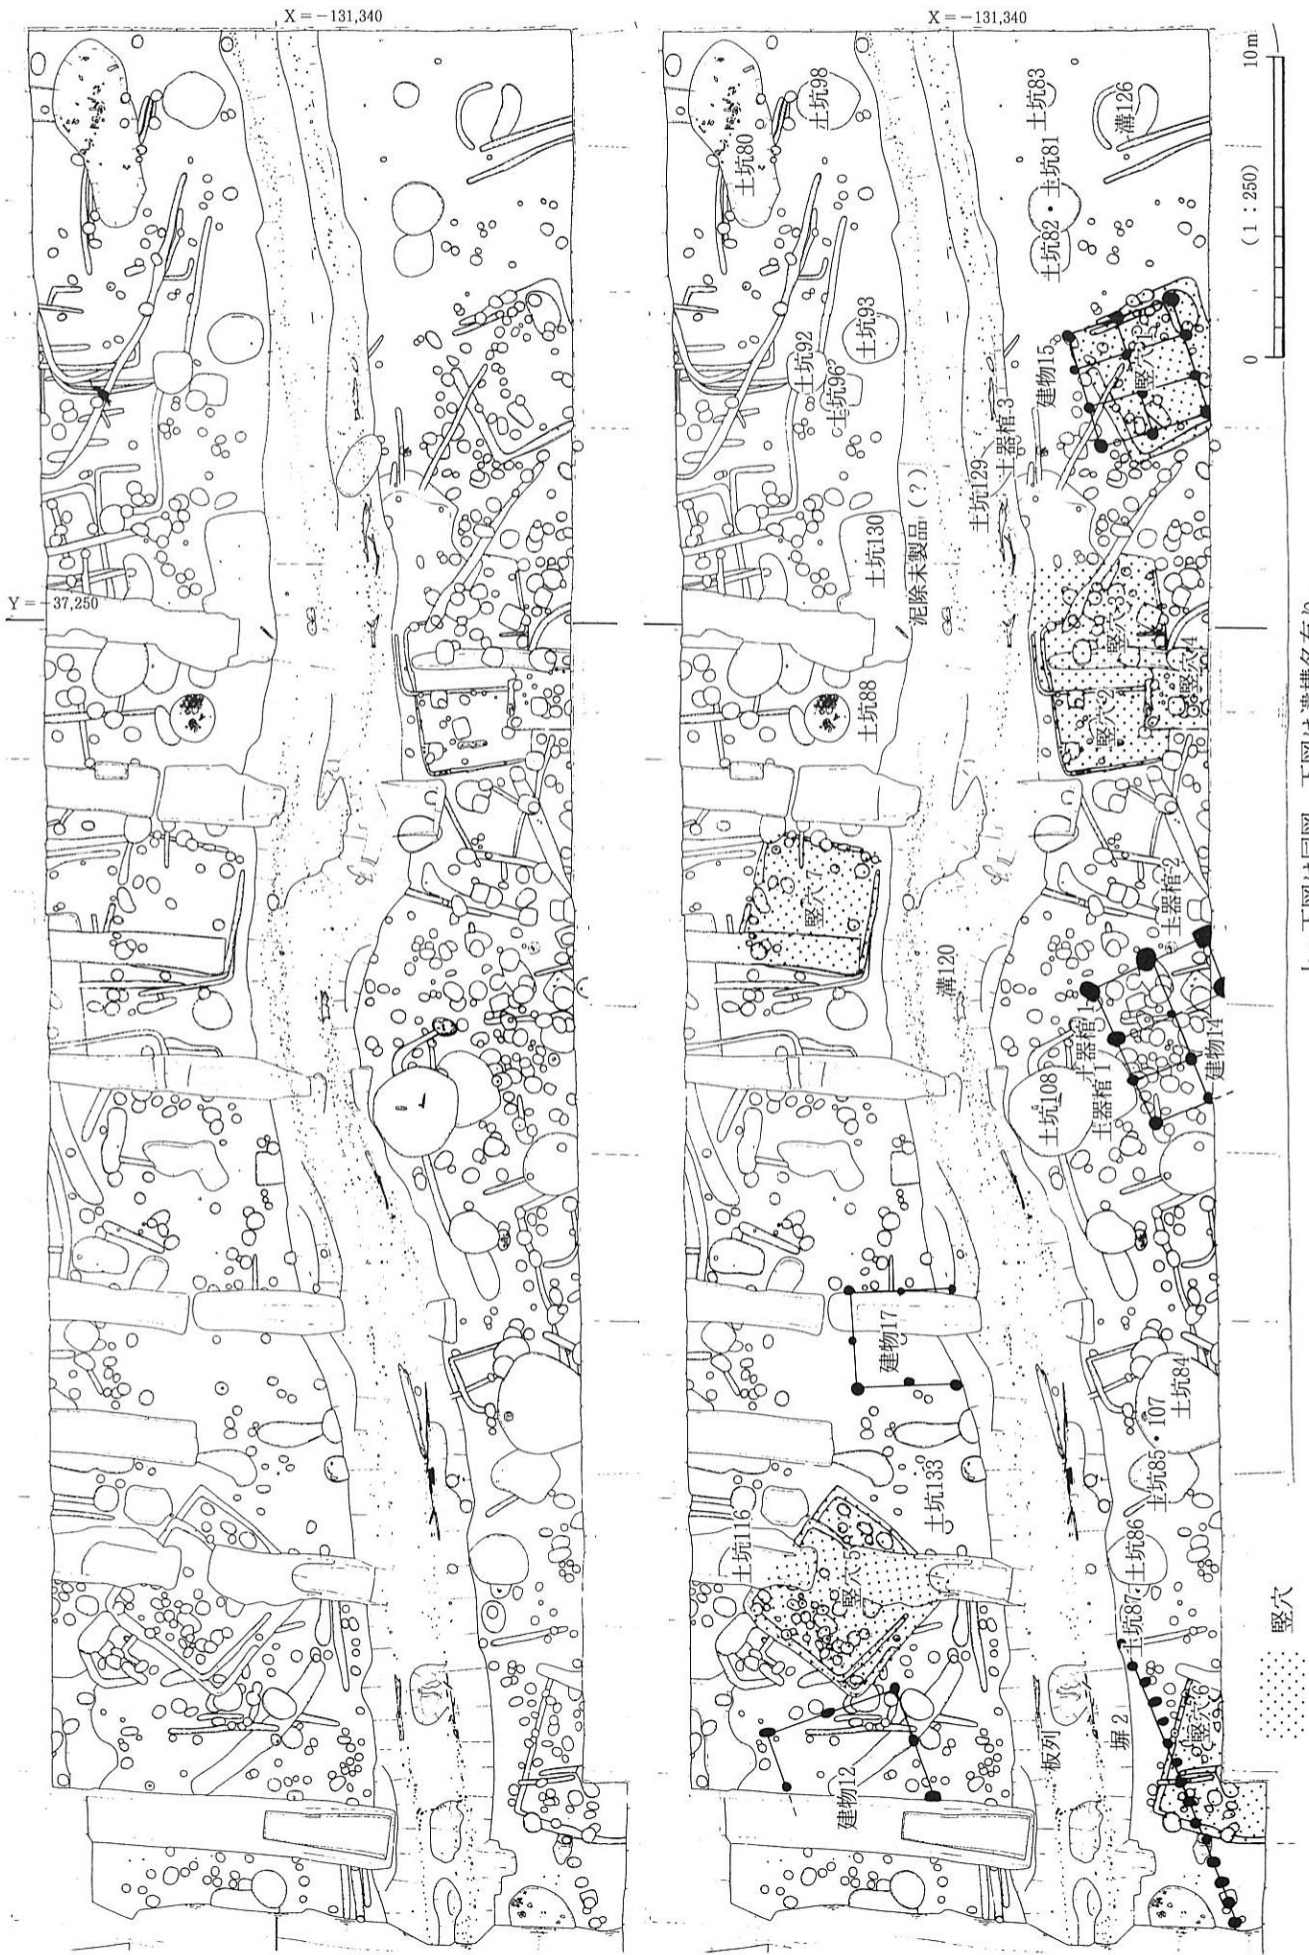 X = −131,340
Y = −37,250
X = −131,340
土坑80
土坑98
土坑83
溝126
土坑82・土坑81
土坑92
土坑93
土坑96
建物15
竪穴1
土器棺3
土坑129
泥除未製品（？）
土坑130
竪穴3
竪穴4
竪穴2
土坑88
竪穴7
溝120
土器棺2
土器棺1
土器棺1
土坑108
建物14
建物17
土坑84
土坑85・107
土坑133
土坑116
竪穴5
土坑86
土坑87
塀2
板列
竪穴6
建物12
0
（1：250）
10m
竪穴